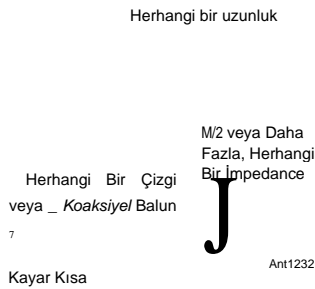 Herhangi bir uzunluk
M/2 veya Daha
Fazla, Herhangi
Bir İmpedance
Herhangi Bir Çizgi
veya _ Koaksiyel Balun
7
J
Ant1232
Kayar Kısa